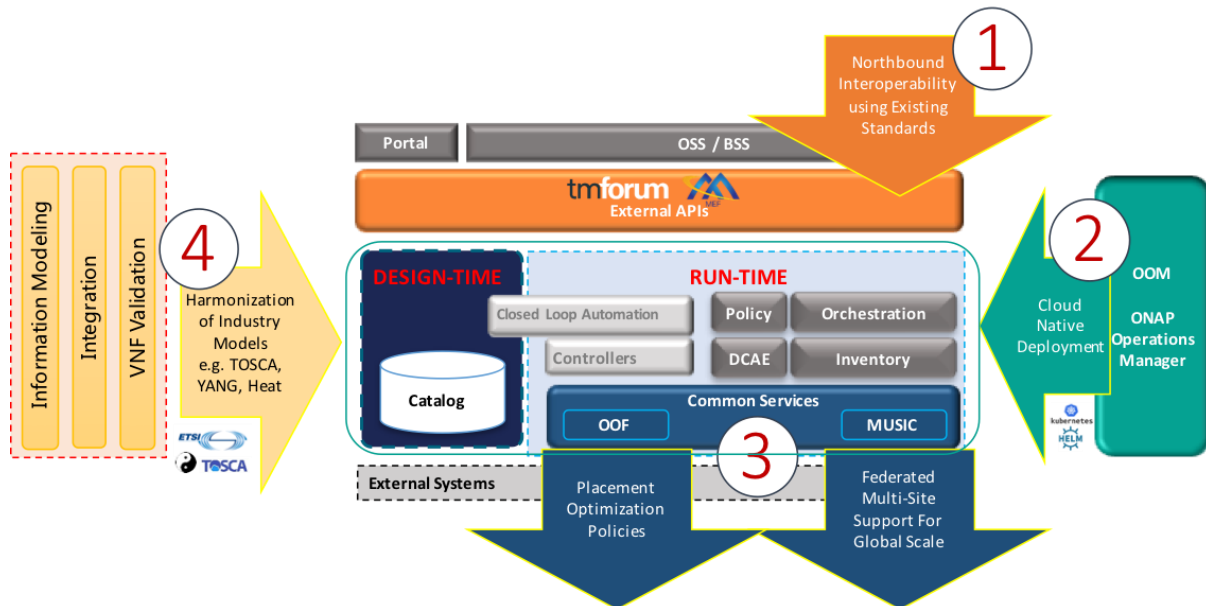 1
Northbound
Interoperability
using Existing
Standards
Portal
OSS / BSS
tmforum
MEF
External APIs
Information Modeling
Integration
VNF Validation
4
Harmonization
of Industry
Models
e.g. TOSCA,
YANG, Heat
ETSI
TOSCA
DESIGN-TIME
RUN-TIME
Closed Loop Automation
Policy
Orchestration
Controllers
DCAE
Inventory
Catalog
Common Services
OOF
MUSIC
2
Cloud
Native
Deployment
OOM
ONAP
Operations
Manager
kubernetes
HELM
3
External Systems
Placement
Optimization
Policies
Federated
Multi-Site
Support For
Global Scale